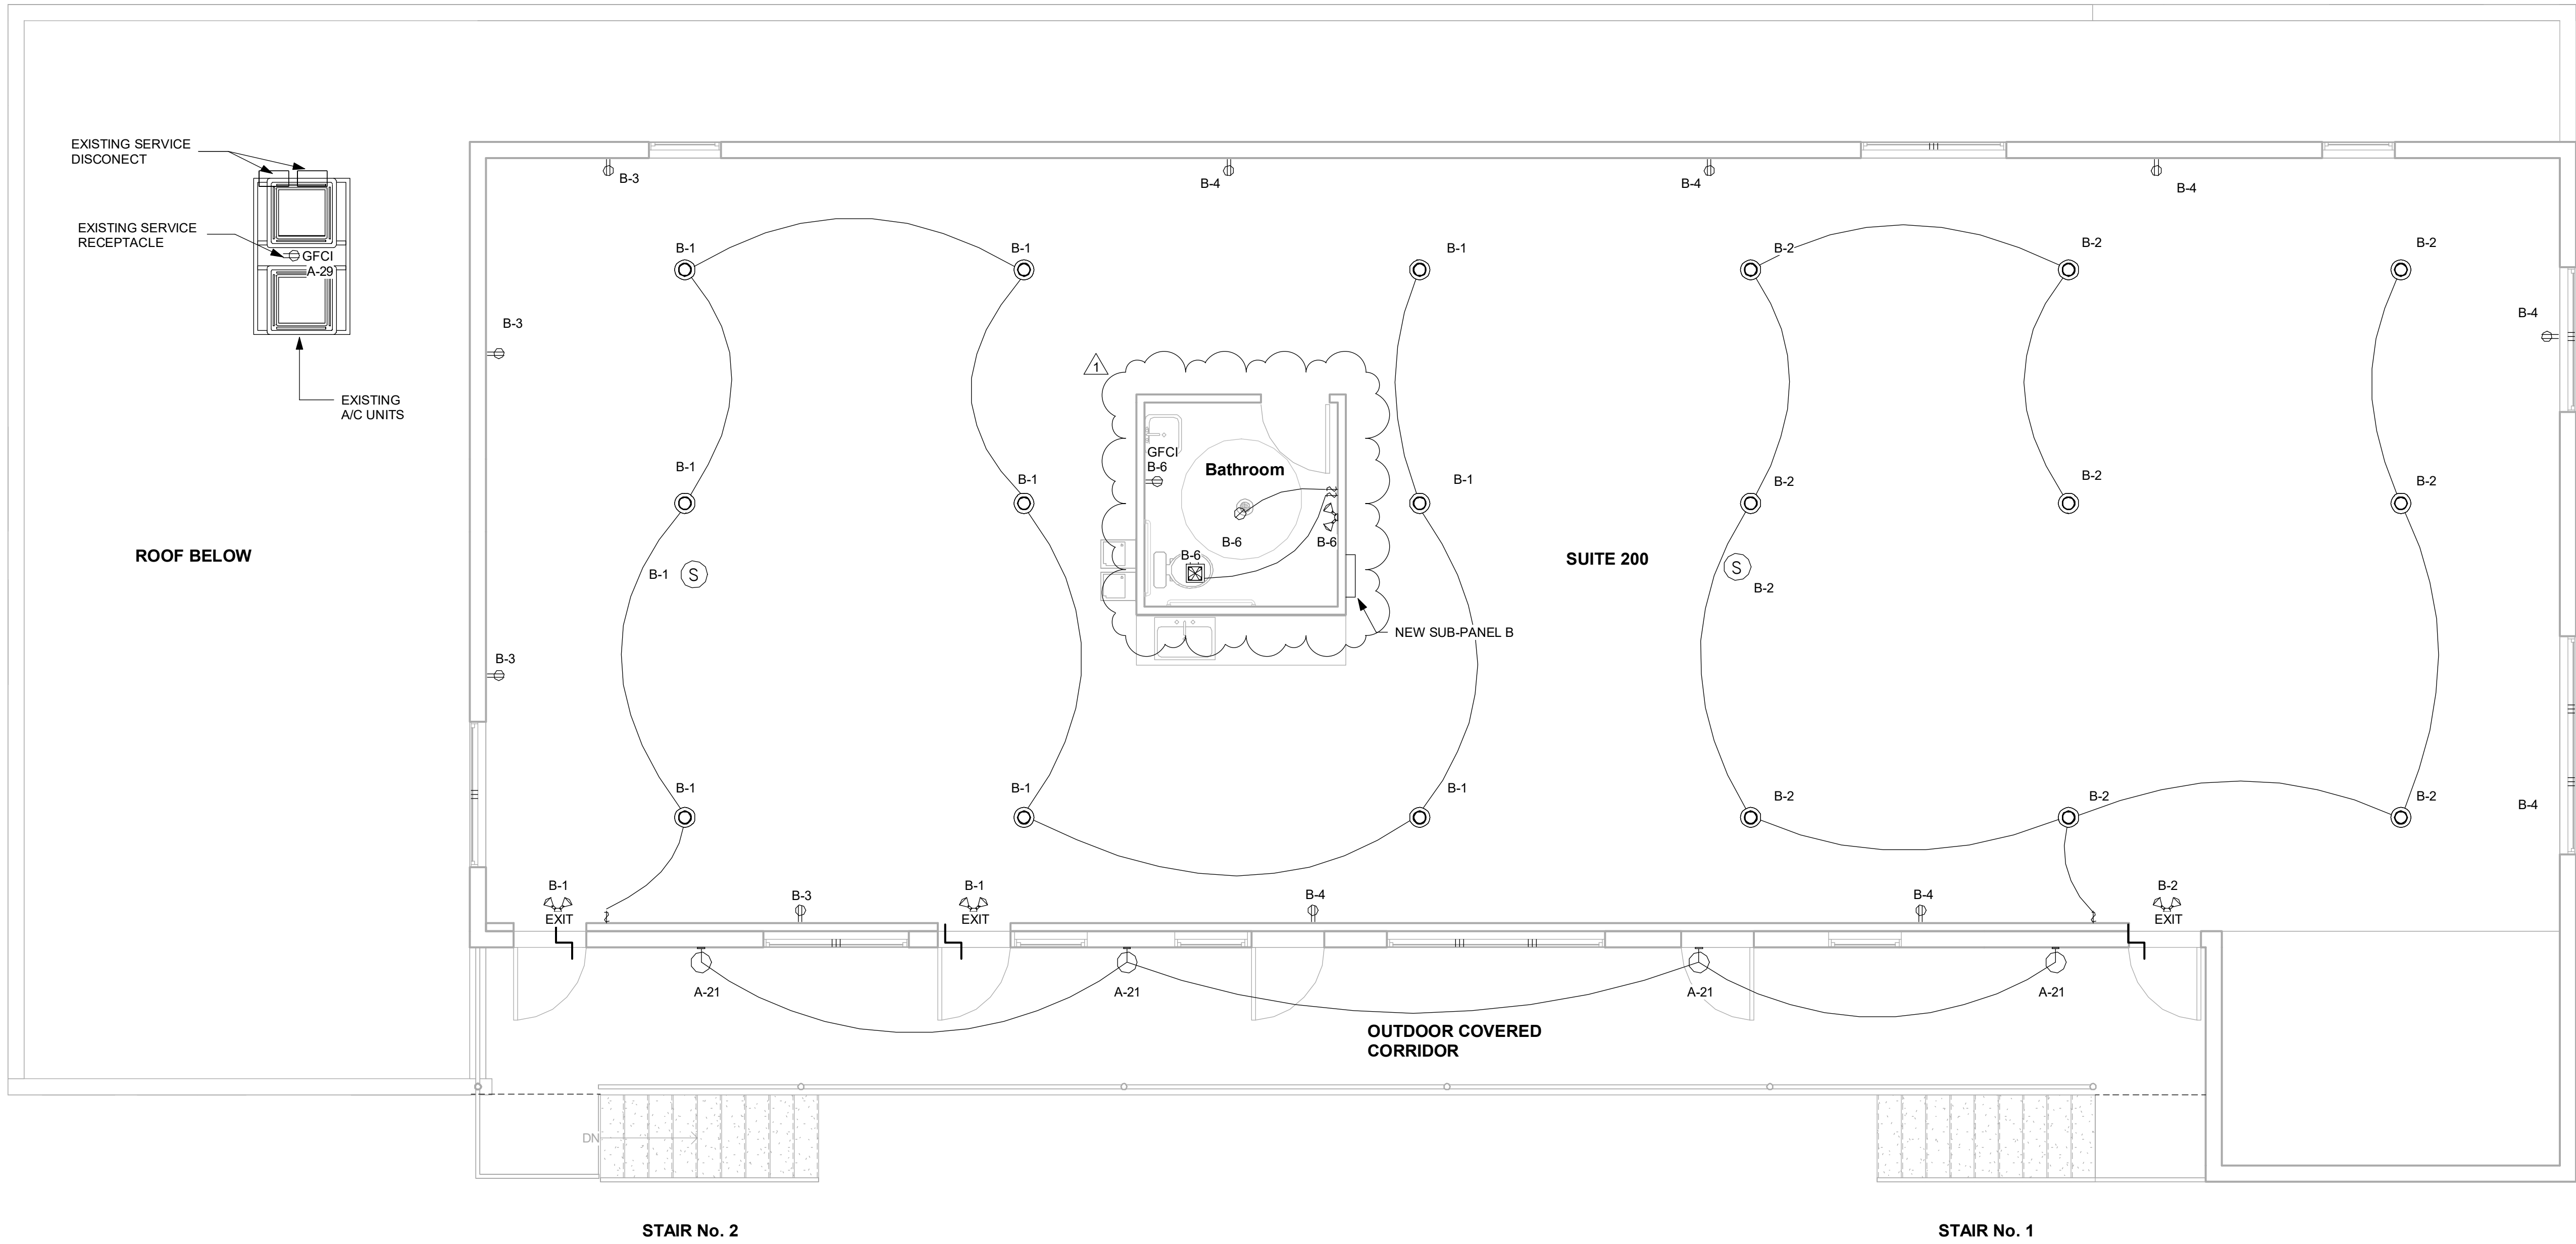 EXISTING SERVICE
DISCONECT
B-3
B-4
B-4
B-4
EXISTING SERVICE
RECEPTACLE
GFCI
A-29
B-1
B-1
B-1
B-2
B-2
B-2
B-3
B-4
1
EXISTING
A/C UNITS
GFCI
B-6
Bathroom
B-1
B-1
B-1
B-2
B-2
B-2
B-6
B-6
B-6
ROOF BELOW
SUITE 200
B-1
S
S
B-2
NEW SUB-PANEL B
B-3
B-1
B-1
B-1
B-2
B-2
B-2
B-4
B-1
EXIT
B-3
B-1
EXIT
B-4
B-4
B-2
EXIT
A-21
A-21
A-21
A-21
OUTDOOR COVERED
CORRIDOR
DN
STAIR No. 2
STAIR No. 1